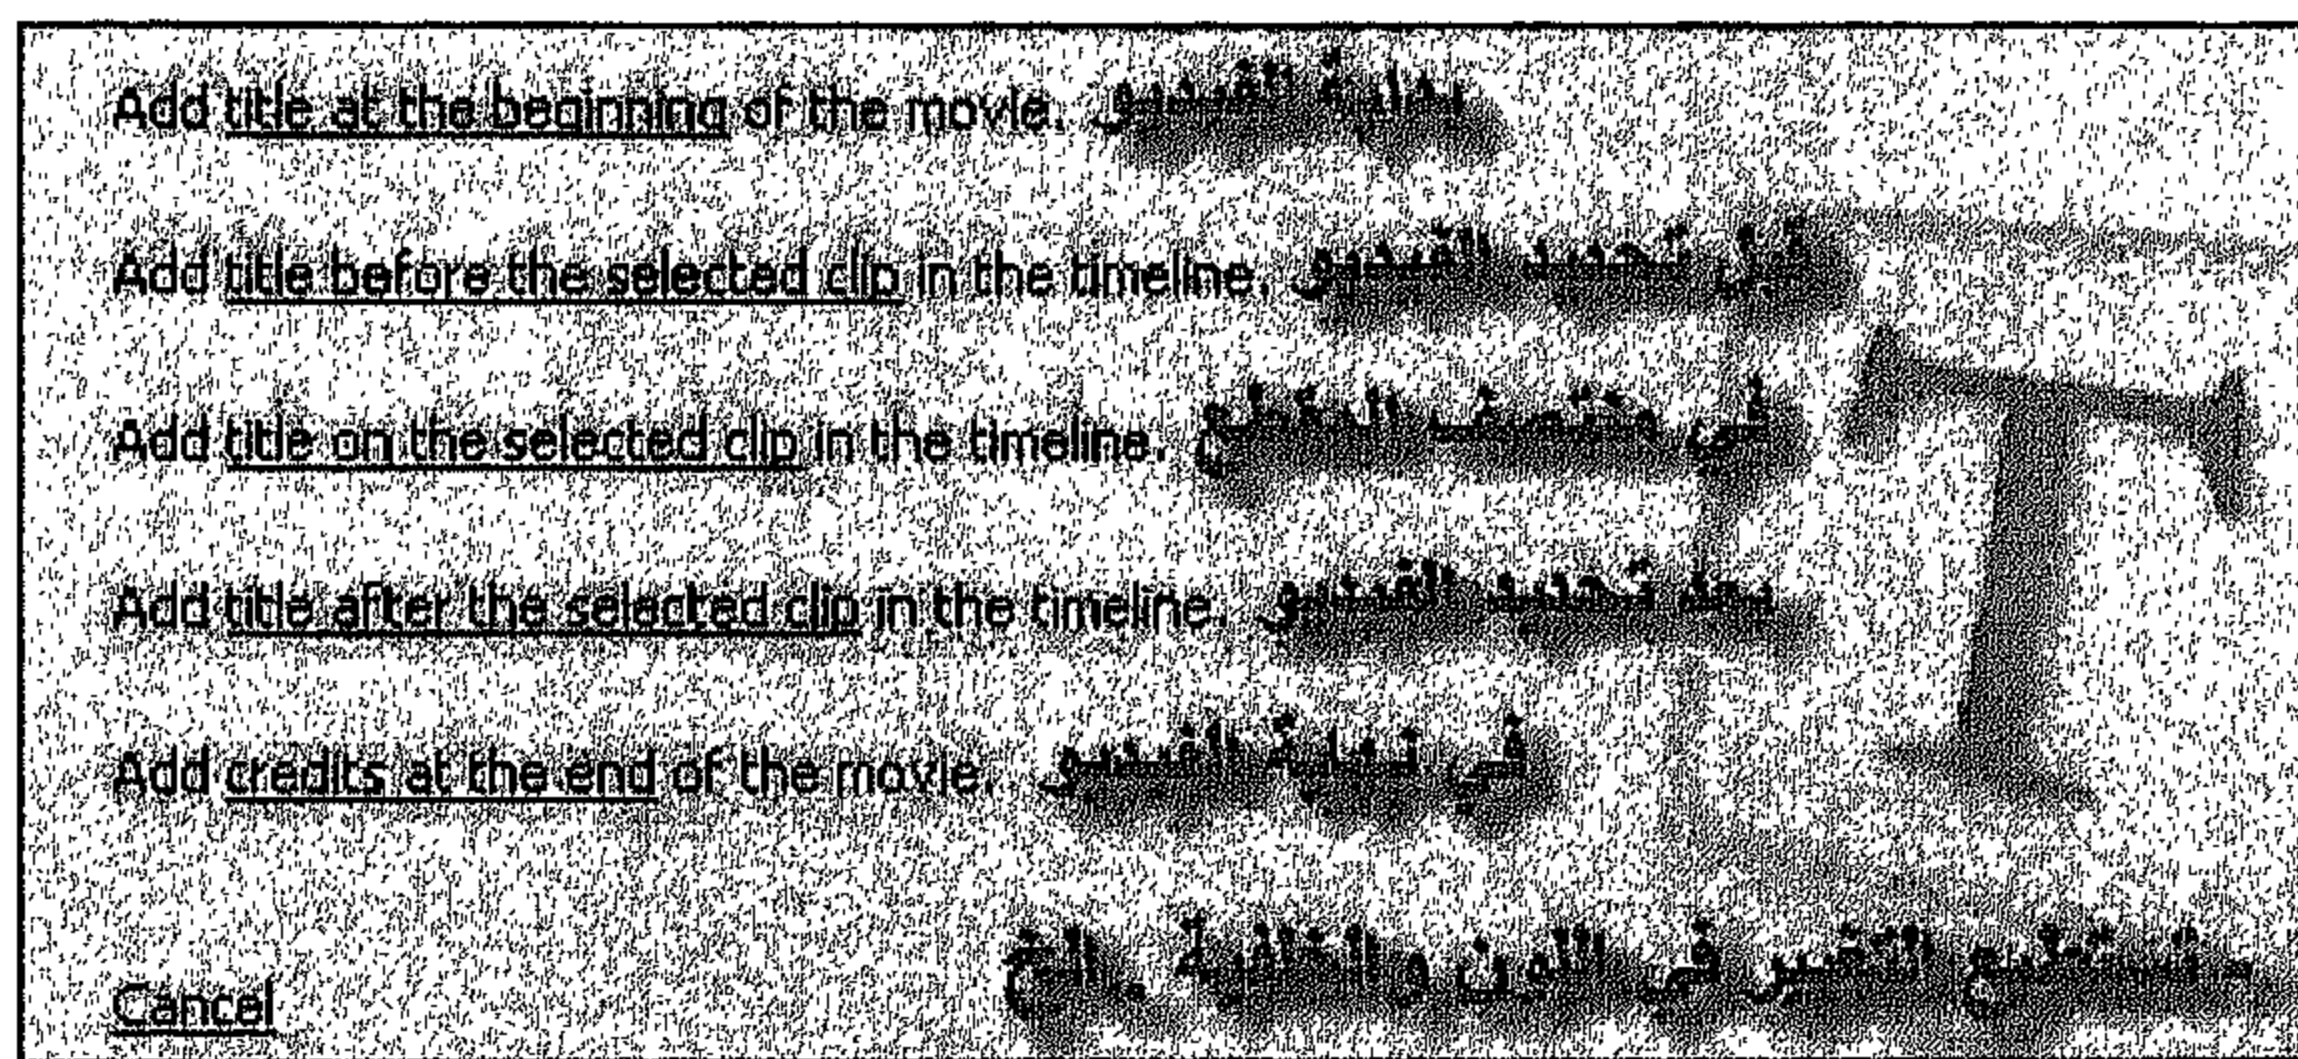 Add title at the beginning of the movie. بداية الفيديو
Add title before the selected clip in the timeline. قبل تحديد الفيديو
Add title on the selected clip in the timeline. في منتصف المقطع
Add title after the selected clip in the timeline. بعد تحديد الفيديو
Add credits at the end of the movie. في نهاية الفيديو
Cancel تستطيع التغير في اللون و الخلفية .. الخ